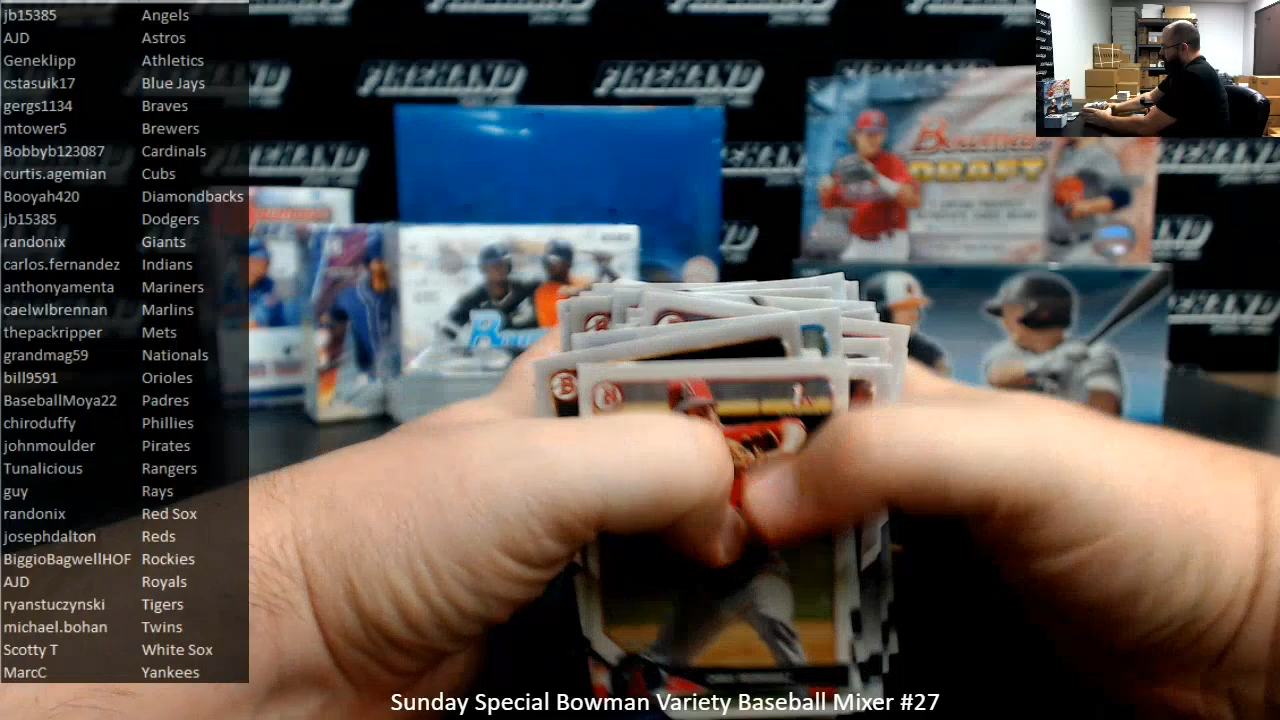 jb15385 Angels
AJD Astros
Geneklipp Athletics
cstasuik17 Blue Jays
gergs1134 Braves
mtower5 Brewers
Bobbyb123087 Cardinals
curtis.agemian Cubs
Booyah420 Diamondbacks
jb15385 Dodgers
randonix Giants
carlos.fernandez Indians
anthonyamenta Mariners
caelwlbrennan Marlins
thepackripper Mets
grandmag59 Nationals
bill9591 Orioles
BaseballMoya22 Padres
chiroduffy Phillies
johnmoulder Pirates
Tunalicious Rangers
guy Rays
randonix Red Sox
josephdalton Reds
BiggioBagwellHOF Rockies
AJD Royals
ryanstuczynski Tigers
michael.bohan Twins
Scotty T White Sox
MarcC Yankees
FIREHAND FIREHAND
Bowman
DRAFT
Sunday Special Bowman Variety Baseball Mixer #27